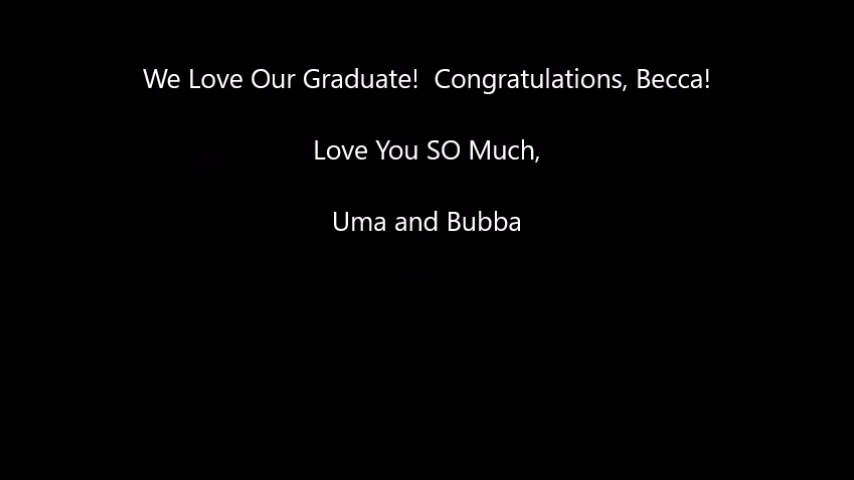 We Love Our Graduate!  Congratulations, Becca!
Love You SO Much,
Uma and Bubba